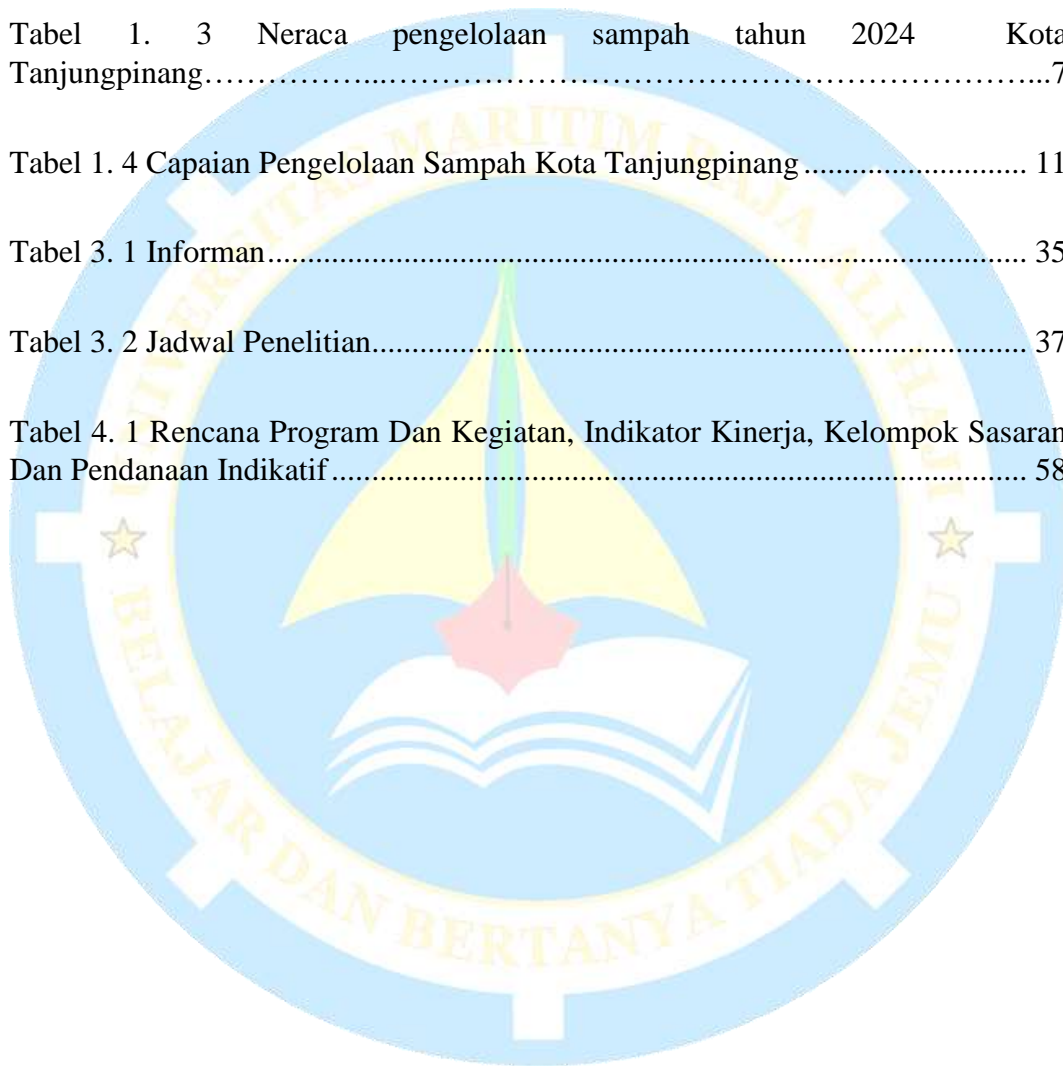 Tabel 1. 3 Neraca pengelolaan sampah tahun 2024 Kota
Tanjungpinang……………...…………………………………………………………...7
Tabel 1. 4 Capaian Pengelolaan Sampah Kota Tanjungpinang ............................ 11
Tabel 3. 1 Informan............................................................................................... 35
Tabel 3. 2 Jadwal Penelitian.................................................................................. 37
Tabel 4. 1 Rencana Program Dan Kegiatan, Indikator Kinerja, Kelompok Sasaran
Dan Pendanaan Indikatif ....................................................................................... 58
UNIVERSITAS MARITIM RAJA ALI HAJI
BELAJAR DAN BERTANYA TIADA JEMU